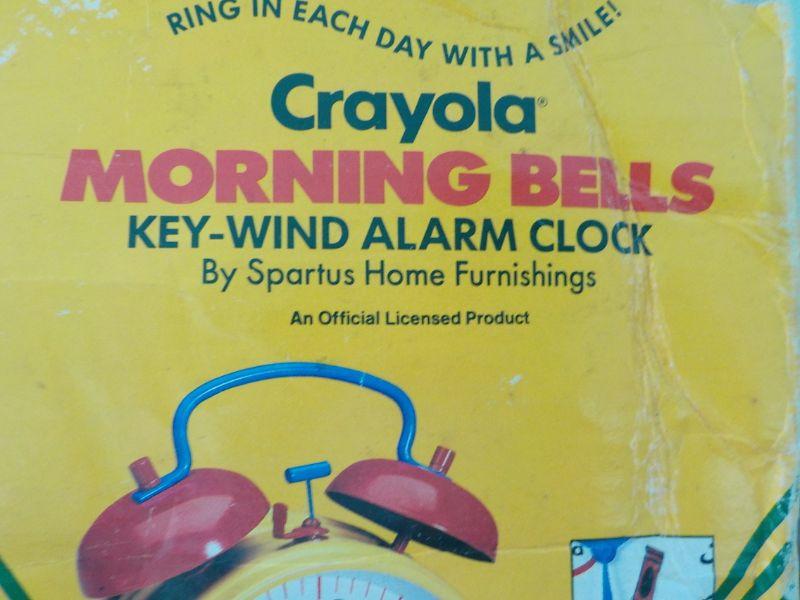 RING IN EACH DAY WITH A SMILE!
Crayola®
MORNING BELLS
KEY-WIND ALARM CLOCK
By Spartus Home Furnishings
An Official Licensed Product